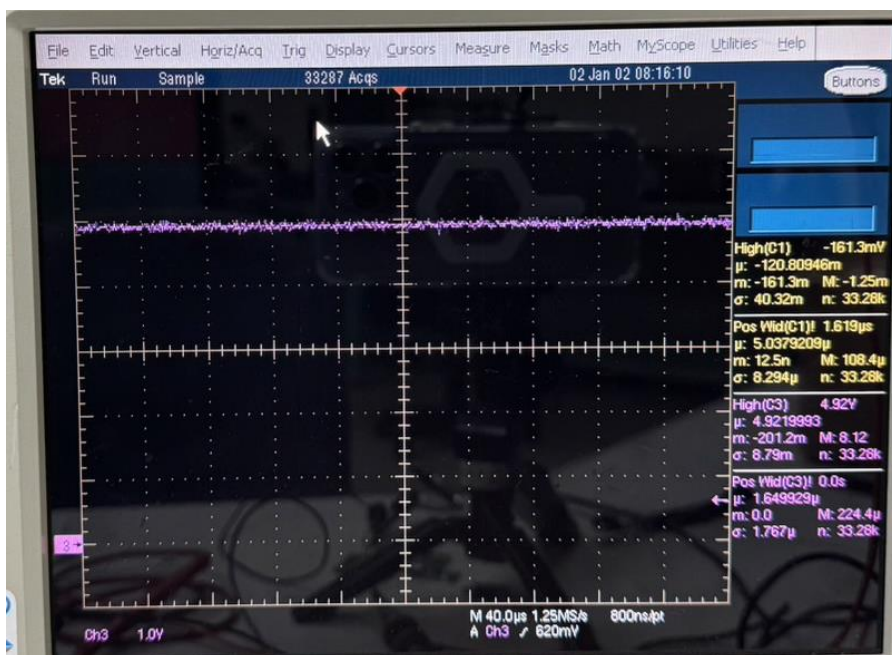 File Edit Vertical Horiz/Acq Trig Display Cursors Measure Masks Math MyScope Utilities Help
Tek Run Sample 33287 Acqs 02 Jan 02 08:16:10 Buttons
High(C1) -161.3mV
µ: -120.80946m
m: -161.3m M: -1.25m
σ: 40.32m n: 33.28k
Pos Wid(C1)! 1.619µs
µ: 5.0379209µ
m: 12.5n M: 108.4µ
σ: 8.294µ n: 33.28k
High(C3) 4.92V
µ: 4.9219993
m: -201.2m M: 8.12
σ: 8.79m n: 33.28k
Pos Wid(C3)! 0.0s
µ: 1.649929µ
m: 0.0 M: 224.4µ
σ: 1.767µ n: 33.28k
3
M 40.0µs 1.25MS/s 800ns/pt
Ch3 1.0V A Ch3 620mV